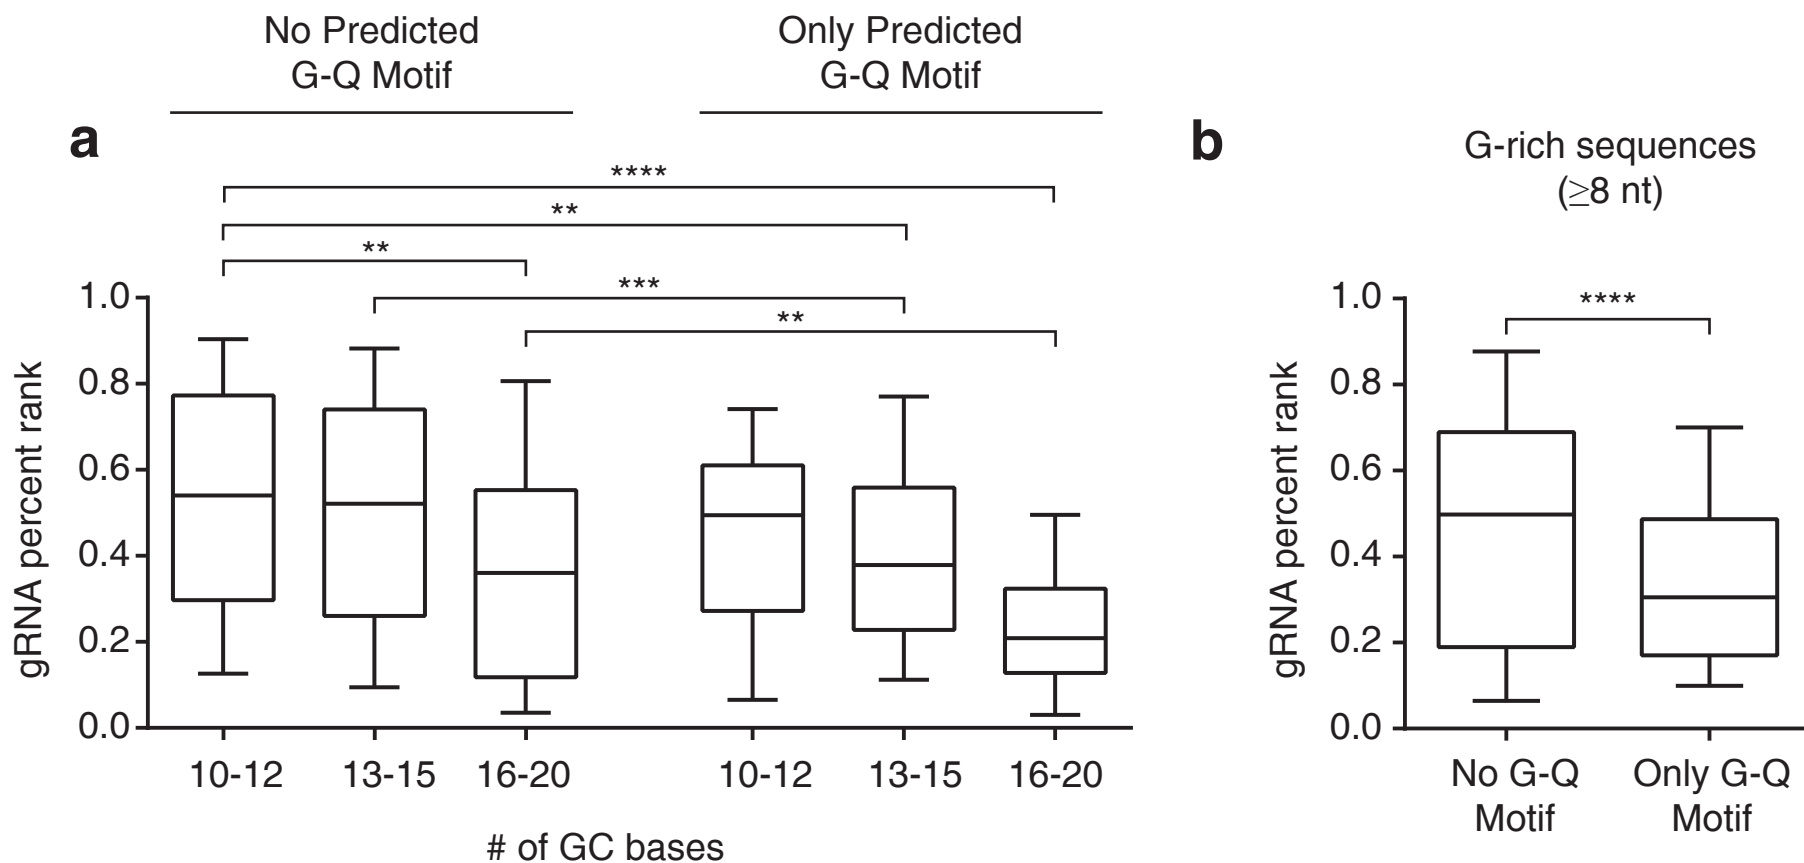 No Predicted
G-Q Motif
Only Predicted
G-Q Motif
a
****
**
**
***
**
1.0
0.8
0.6
0.4
0.2
0.0
gRNA percent rank
10-12
13-15
16-20
10-12
13-15
16-20
# of GC bases
b
G-rich sequences
(≥8 nt)
****
1.0
0.8
0.6
0.4
0.2
0.0
gRNA percent rank
No G-Q
Motif
Only G-Q
Motif